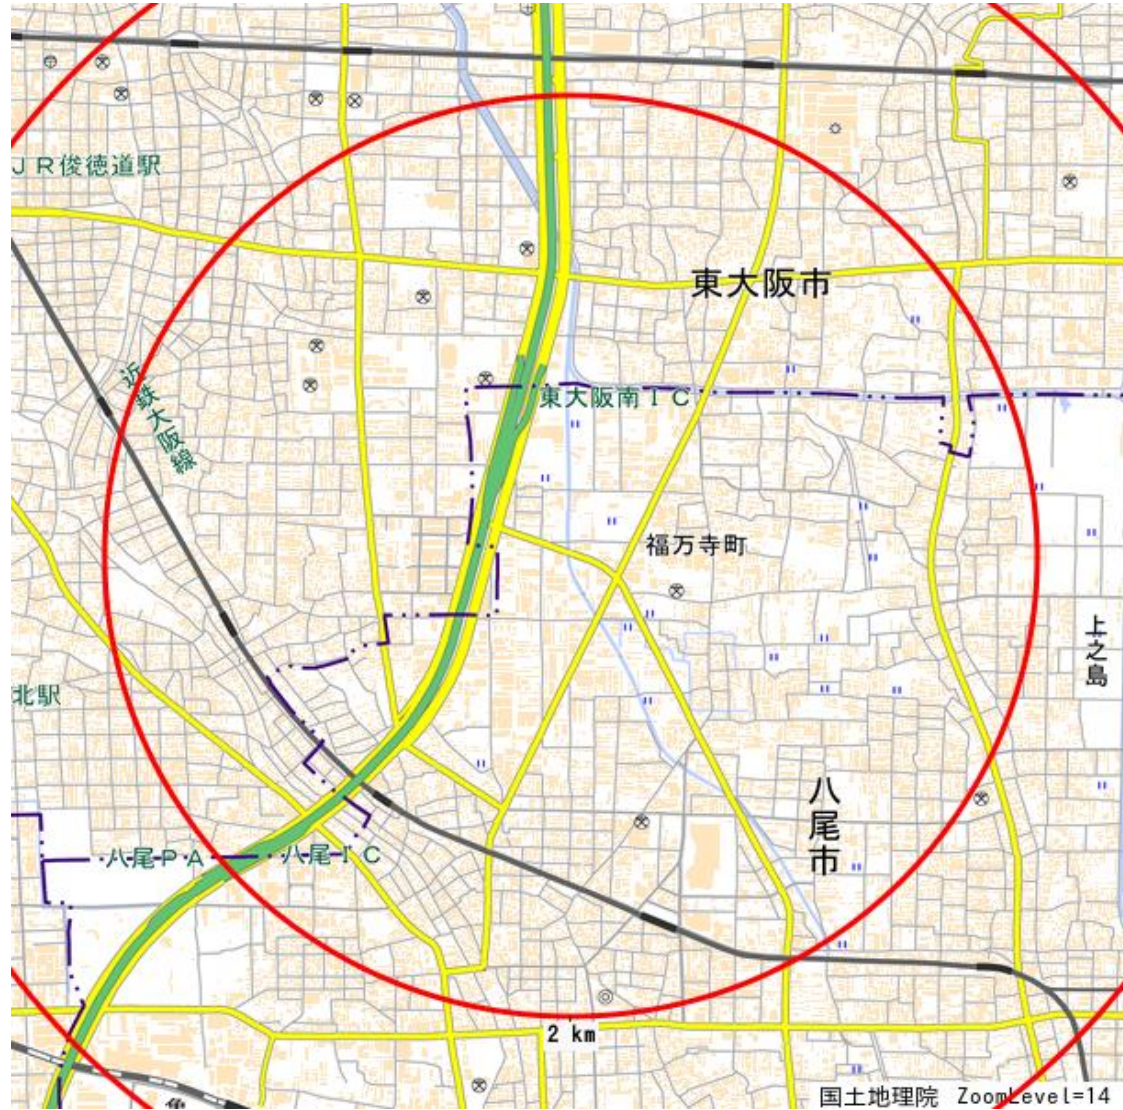 ＪＲ俊徳道駅
東大阪市
近鉄大阪線
東大阪南ＩＣ
福万寺町
上之島
北駅
八尾市
八尾ＰＡ
八尾ＩＣ
2 km
国土地理院 ZoomLevel=14